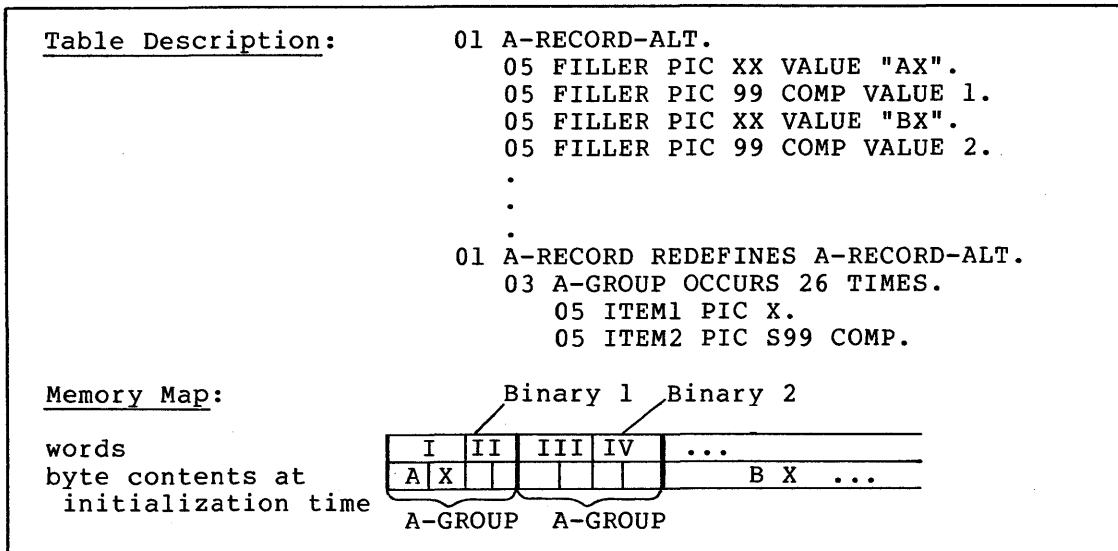 Table Description: 01 A-RECORD-ALT.
05 FILLER PIC XX VALUE "AX".
05 FILLER PIC 99 COMP VALUE 1.
05 FILLER PIC XX VALUE "BX".
05 FILLER PIC 99 COMP VALUE 2.
.
.
.
01 A-RECORD REDEFINES A-RECORD-ALT.
03 A-GROUP OCCURS 26 TIMES.
05 ITEM1 PIC X.
05 ITEM2 PIC S99 COMP.
Memory Map: Binary 1 Binary 2
words I II III IV ...
byte contents at A X B X ...
initialization time
A-GROUP A-GROUP